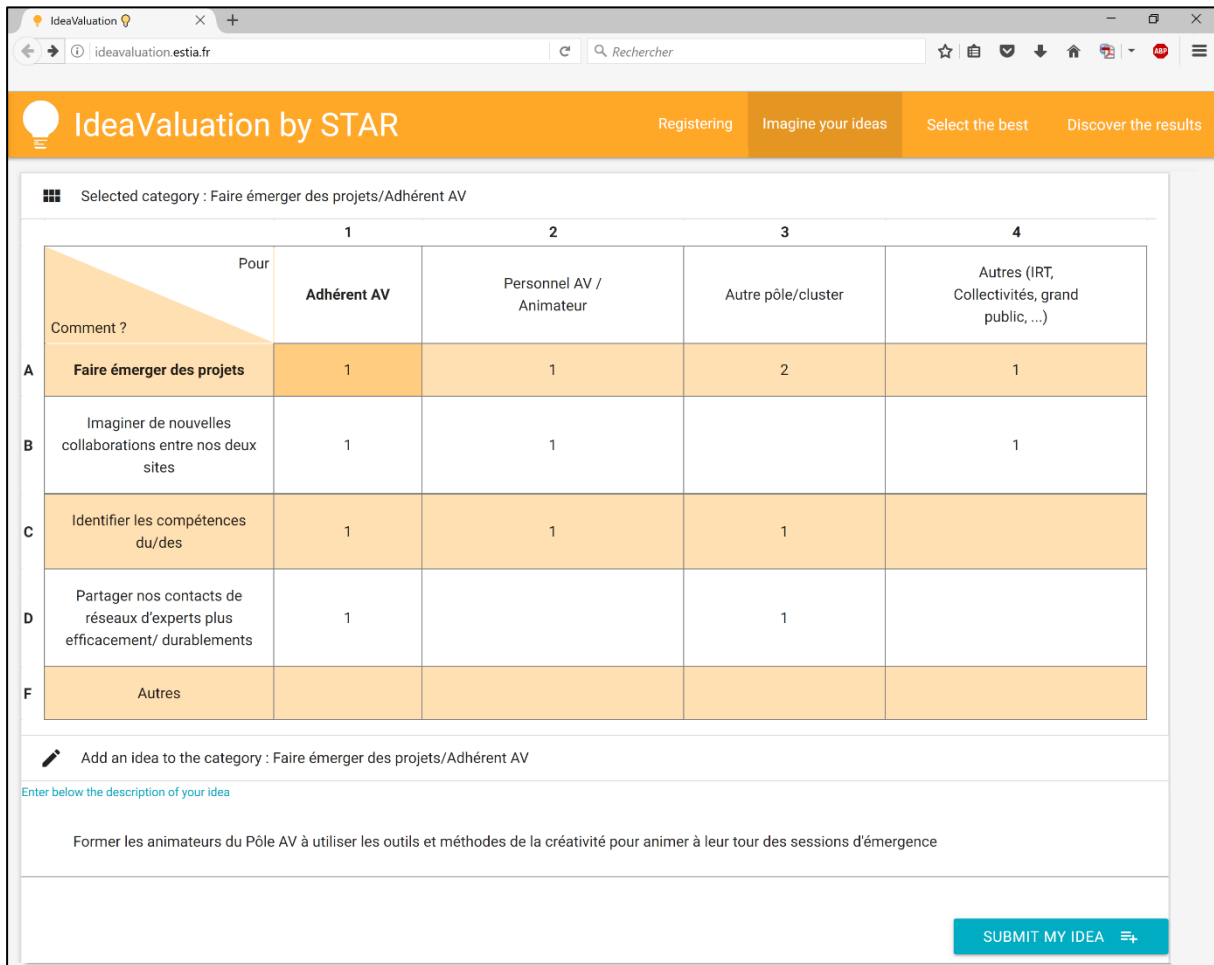 IdeaValuation
ideavaluation.estia.fr
Rechercher
ABP
IdeaValuation by STAR
Registering
Imagine your ideas
Select the best
Discover the results
Selected category : Faire émerger des projets/Adhérent AV
1 2 3 4
Pour
Comment ?
Adhérent AV
Personnel AV /
Animateur
Autre pôle/cluster
Autres (IRT,
Collectivités, grand
public, ...)
A Faire émerger des projets 1 1 2 1
Imaginer de nouvelles
B collaborations entre nos deux 1 1 1
sites
Identifier les compétences
C du/des 1 1 1
Partager nos contacts de
D réseaux d'experts plus 1 1
efficacement/ durablements
F Autres
Add an idea to the category : Faire émerger des projets/Adhérent AV
Enter below the description of your idea
Former les animateurs du Pôle AV à utiliser les outils et méthodes de la créativité pour animer à leur tour des sessions d'émergence
SUBMIT MY IDEA